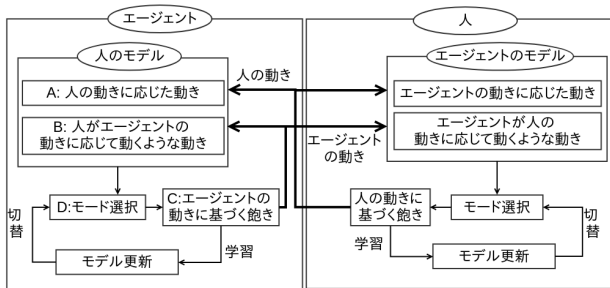 エージェント
人のモデル
A: 人の動きに応じた動き
B: 人がエージェントの
動きに応じて動くような動き
D:モード選択
C:エージェントの
動きに基づく飽き
切
替
学習
モデル更新
人の動き
エージェント
の動き
人
エージェントのモデル
エージェントの動きに応じた動き
エージェントが人の
動きに応じて動くような動き
人の動きに
基づく飽き
モード選択
学習
切
替
モデル更新